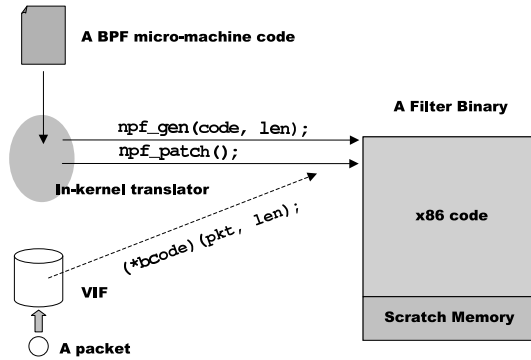 A BPF micro-machine code
npf_gen(code, len);
A Filter Binary
npf_patch();
In-kernel translator
x86 code
(*bcode)(pkt, len);
VIF
Scratch Memory
A packet